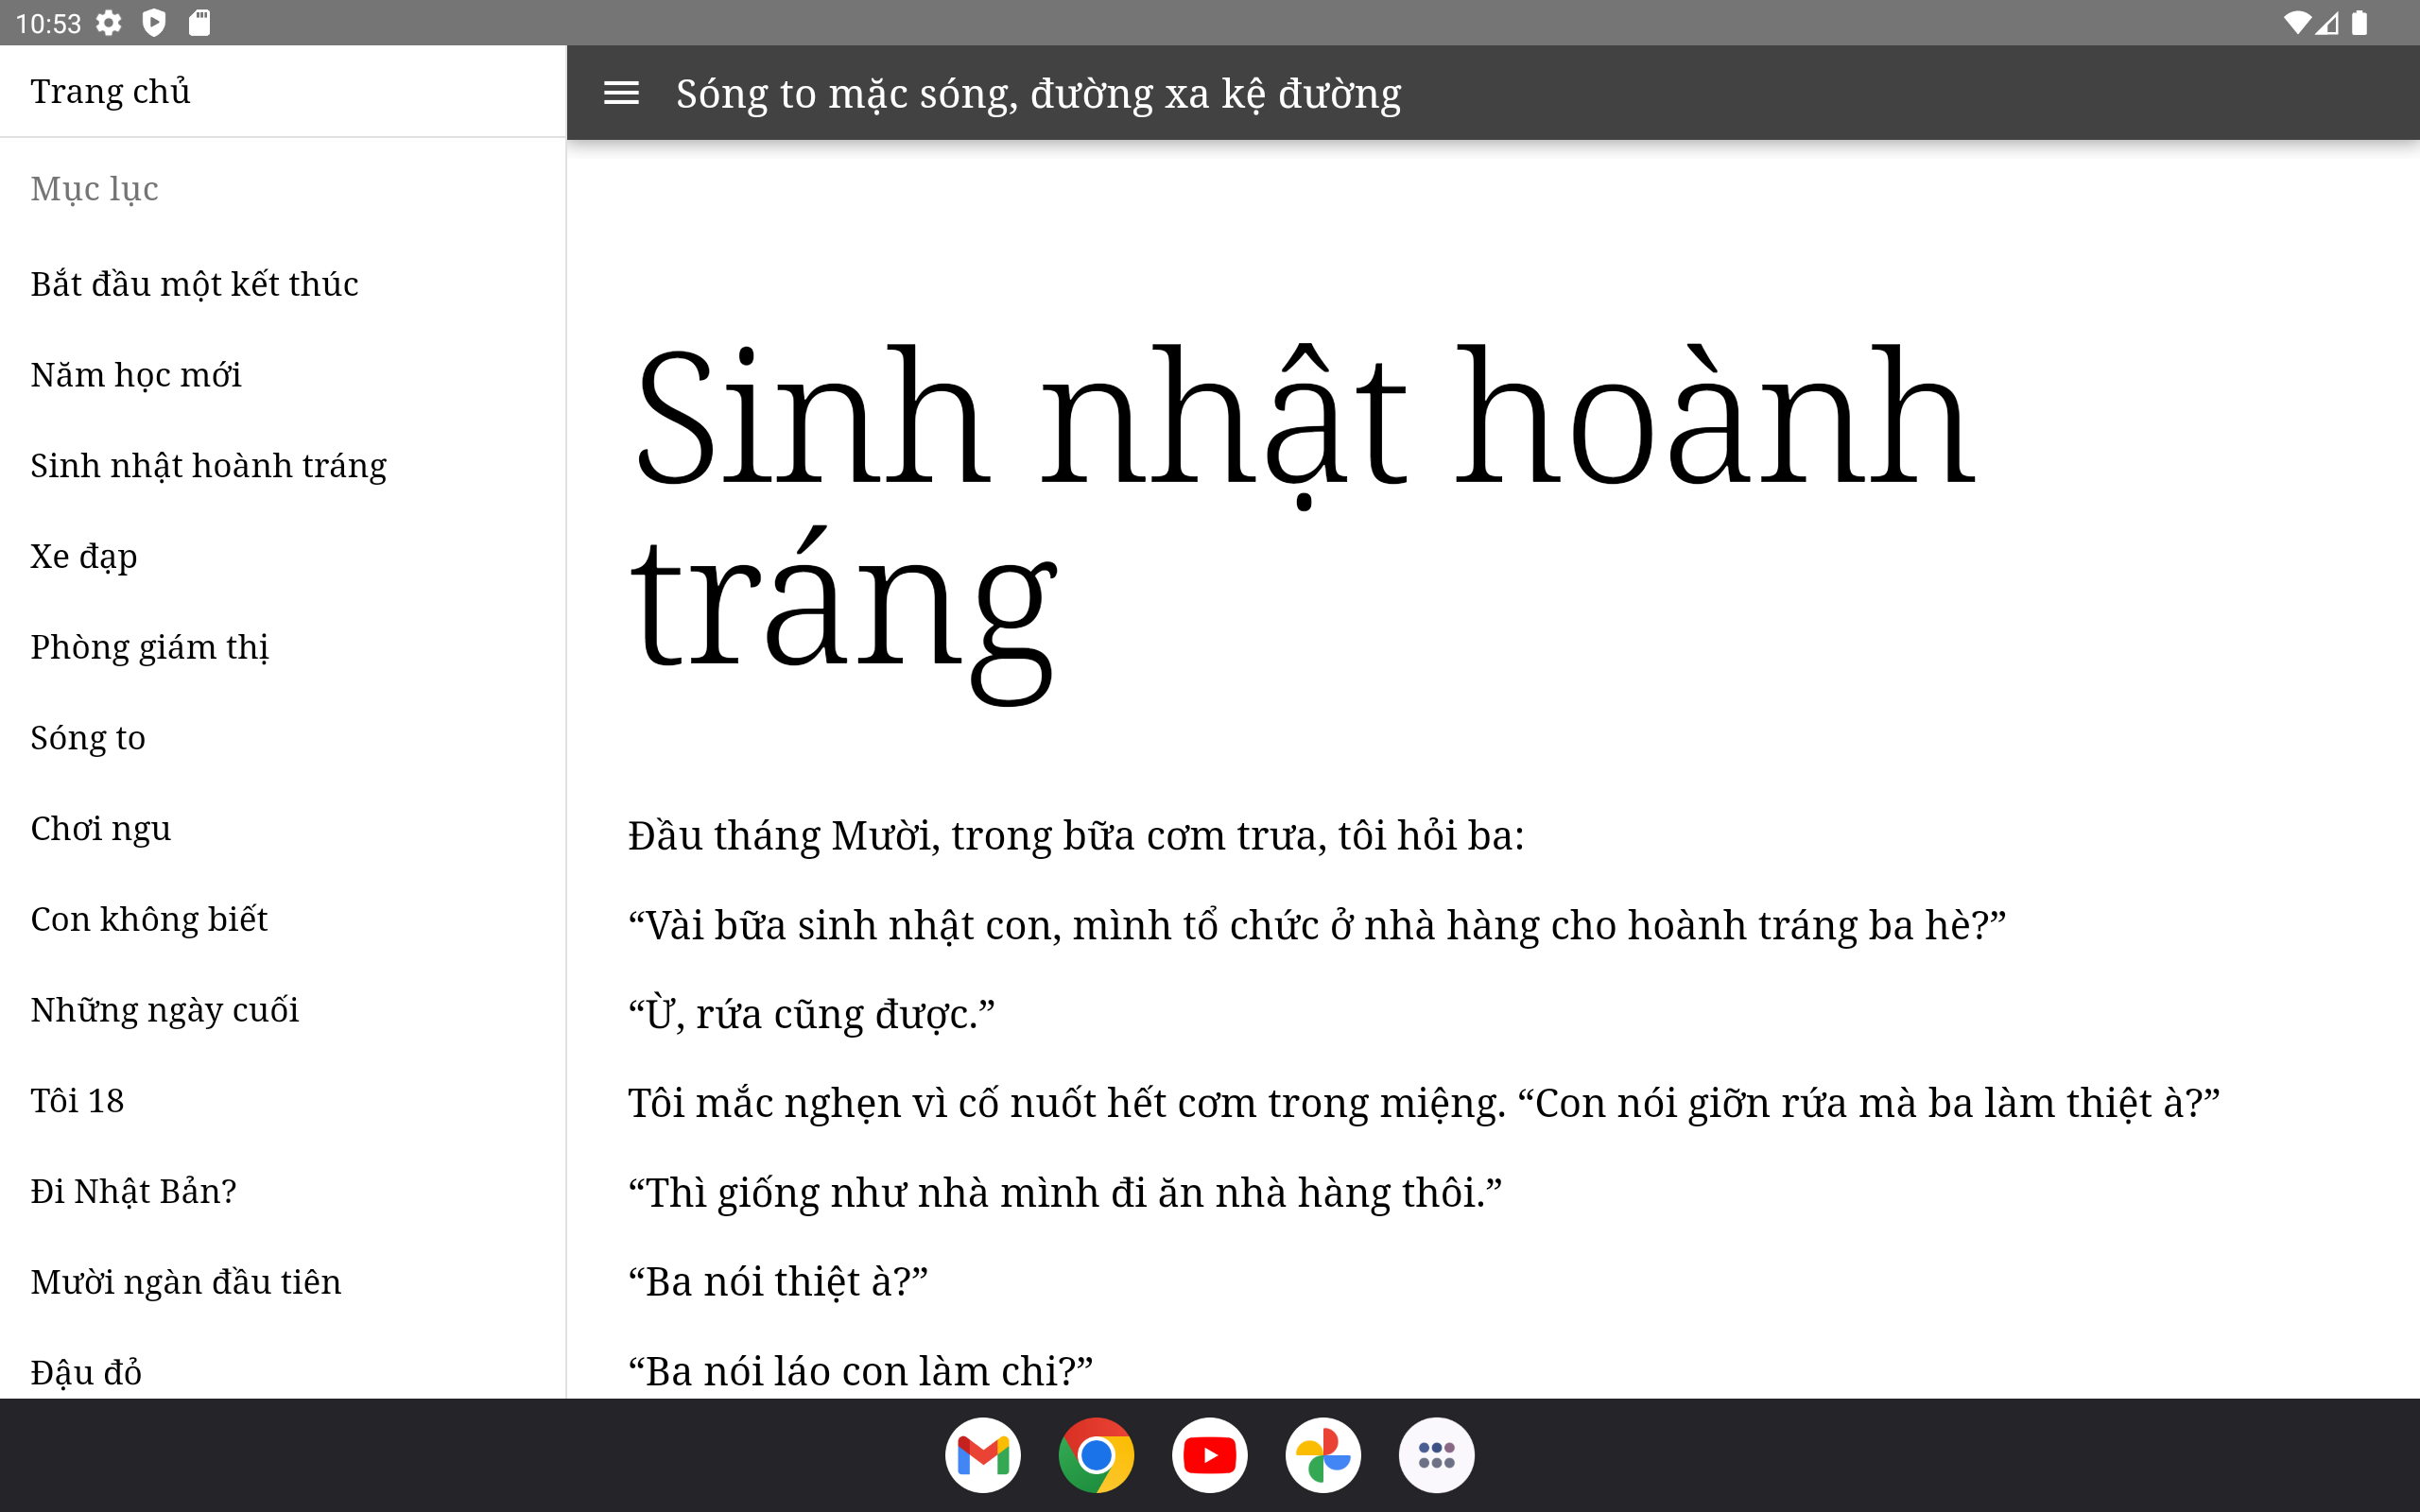 10:53
Trang chủ
Mục lục
Bắt đầu một kết thúc
Năm học mới
Sinh nhật hoành tráng
Xe đạp
Phòng giám thị
Sóng to
Chơi ngu
Con không biết
Những ngày cuối
Tôi 18
Đi Nhật Bản?
Mười ngàn đầu tiên
Đậu đỏ
Sóng to mặc sóng, đường xa kệ đường
Sinh nhật hoành
tráng
Đầu tháng Mười, trong bữa cơm trưa, tôi hỏi ba:
“Vài bữa sinh nhật con, mình tổ chức ở nhà hàng cho hoành tráng ba hè?”
“Ừ, rứa cũng được.”
Tôi mắc nghẹn vì cố nuốt hết cơm trong miệng. “Con nói giỡn rứa mà ba làm thiệt à?”
“Thì giống như nhà mình đi ăn nhà hàng thôi.”
“Ba nói thiệt à?”
“Ba nói láo con làm chi?”